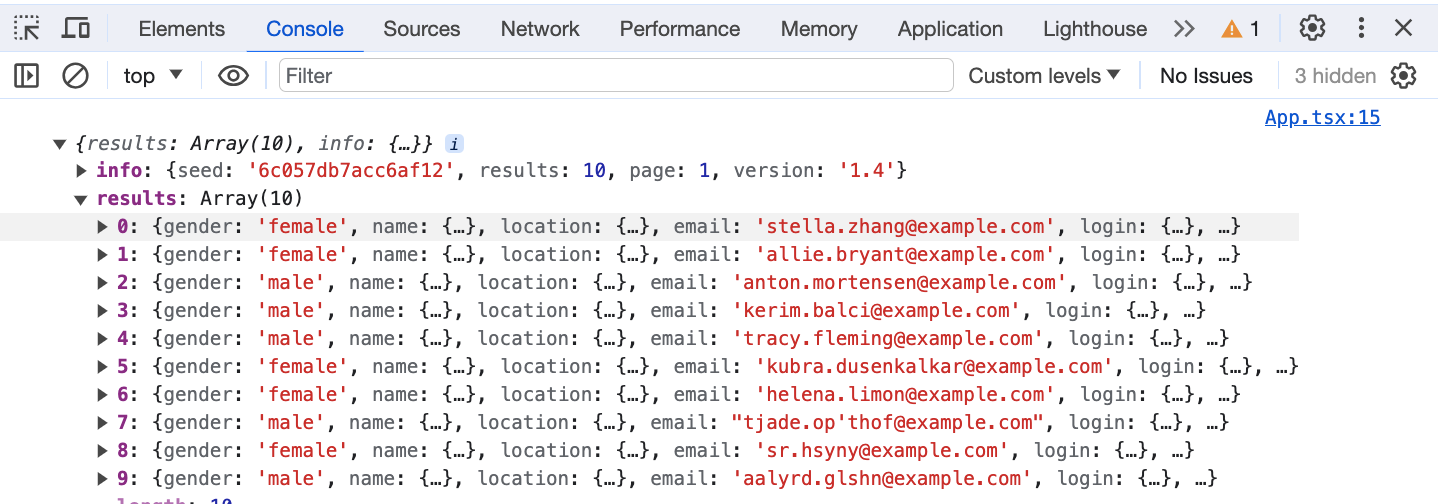 Elements Console Sources Network Performance Memory Application Lighthouse 1
top Filter Custom levels No Issues 3 hidden
App.tsx:15
{results: Array(10), info: {…}} i
info: {seed: '6c057db7acc6af12', results: 10, page: 1, version: '1.4'}
results: Array(10)
0: {gender: 'female', name: {…}, location: {…}, email: 'stella.zhang@example.com', login: {…}, …}
1: {gender: 'female', name: {…}, location: {…}, email: 'allie.bryant@example.com', login: {…}, …}
2: {gender: 'male', name: {…}, location: {…}, email: 'anton.mortensen@example.com', login: {…}, …}
3: {gender: 'male', name: {…}, location: {…}, email: 'kerim.balci@example.com', login: {…}, …}
4: {gender: 'male', name: {…}, location: {…}, email: 'tracy.fleming@example.com', login: {…}, …}
5: {gender: 'female', name: {…}, location: {…}, email: 'kubra.dusenkalkar@example.com', login: {…}, …}
6: {gender: 'female', name: {…}, location: {…}, email: 'helena.limon@example.com', login: {…}, …}
7: {gender: 'male', name: {…}, location: {…}, email: "tjade.op'thof@example.com", login: {…}, …}
8: {gender: 'female', name: {…}, location: {…}, email: 'sr.hsyny@example.com', login: {…}, …}
9: {gender: 'male', name: {…}, location: {…}, email: 'aalyrd.glshn@example.com', login: {…}, …}
length: 10